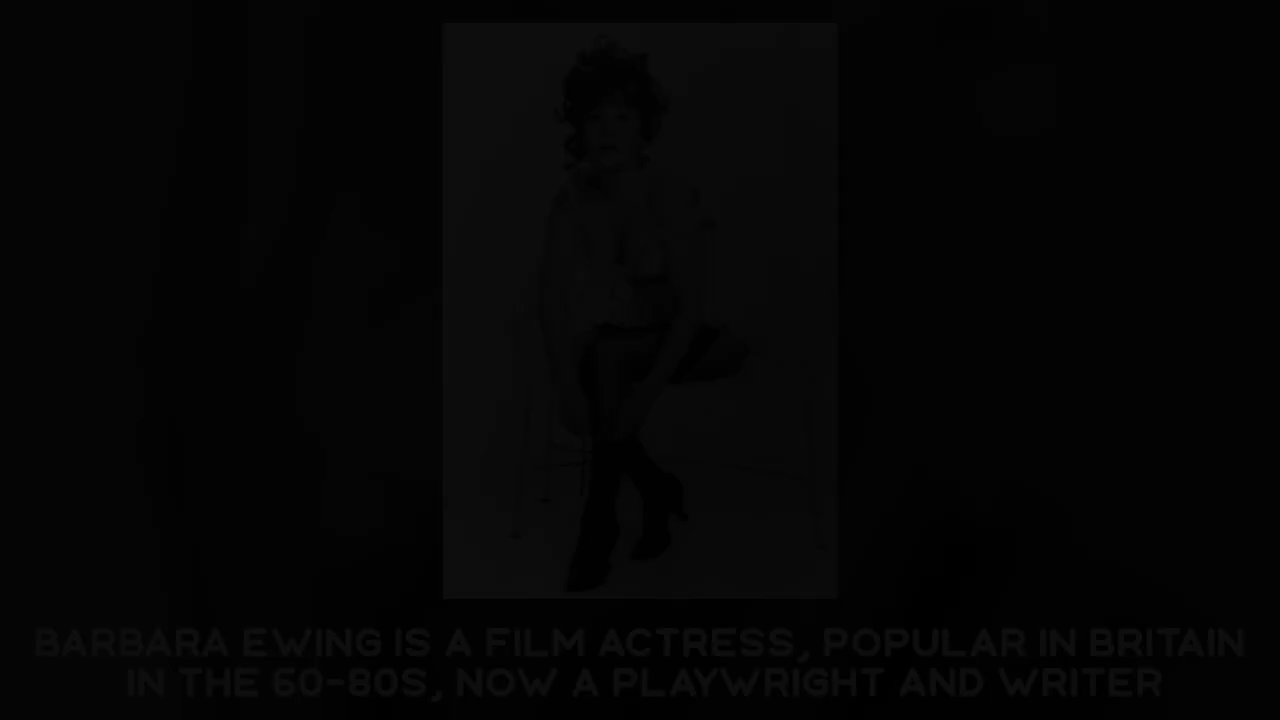 BARBARA EWING IS A FILM ACTRESS, POPULAR IN BRITAIN
IN THE 60-80S, NOW A PLAYWRIGHT AND WRITER